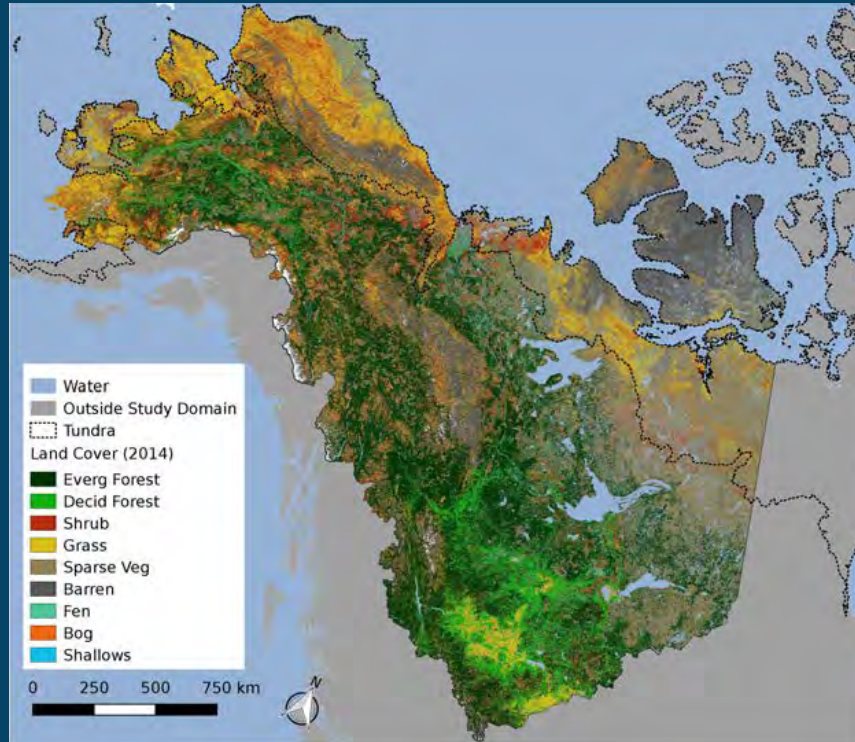 Water
Outside Study Domain
Tundra
Land Cover (2014)
Everg Forest
Decid Forest
Shrub
Grass
Sparse Veg
Barren
Fen
Bog
Shallows
0 250 500 750 km
N